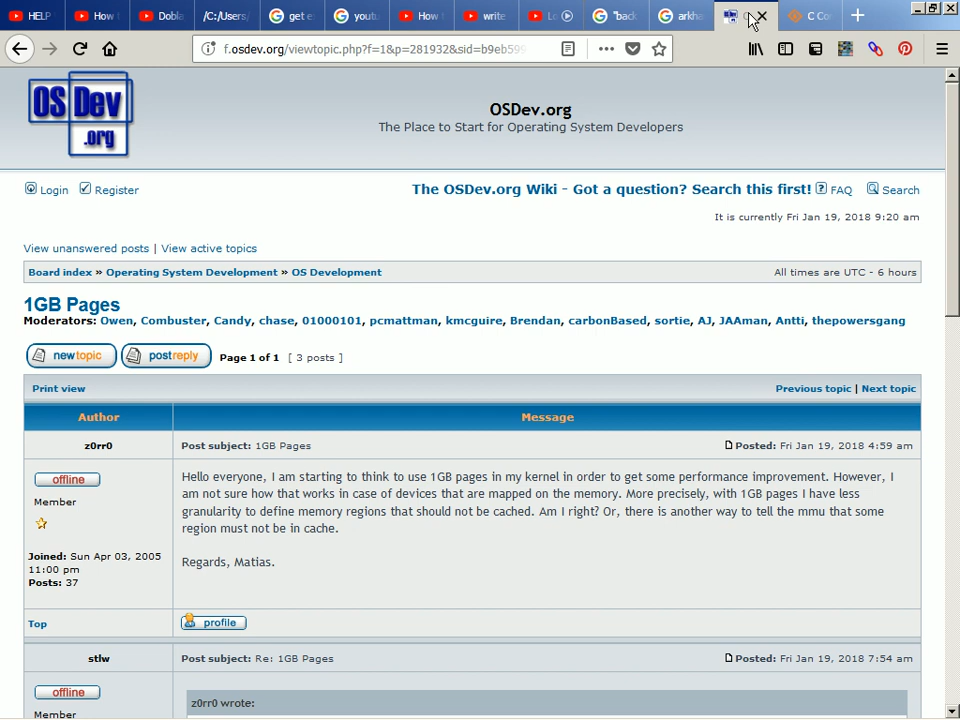 HELP
How t
Dobla
/C:/Users/
get e
youtu
How
write
Lo
"back
arkha
C Co
f.osdev.org/viewtopic.php?f=1&p=281932&sid=b9eb599
OS Dev
.org
OSDev.org
The Place to Start for Operating System Developers
Login Register
The OSDev.org Wiki - Got a question? Search this first! FAQ Search
It is currently Fri Jan 19, 2018 9:20 am
View unanswered posts | View active topics
Board index » Operating System Development » OS Development
All times are UTC - 6 hours
1GB Pages
Moderators: Owen, Combuster, Candy, chase, 01000101, pcmattman, kmcguire, Brendan, carbonBased, sortie, AJ, JAAman, Antti, thepowersgang
newtopic postreply Page 1 of 1 [ 3 posts ]
Print view
Previous topic | Next topic
Author Message
z0rr0
Post subject: 1GB Pages
Posted: Fri Jan 19, 2018 4:59 am
offline
Member
Joined: Sun Apr 03, 2005
11:00 pm
Posts: 37
Hello everyone, I am starting to think to use 1GB pages in my kernel in order to get some performance improvement. However, I
am not sure how that works in case of devices that are mapped on the memory. More precisely, with 1GB pages I have less
granularity to define memory regions that should not be cached. Am I right? Or, there is another way to tell the mmu that some
region must not be in cache.
Regards, Matias.
Top
profile
stlw
Post subject: Re: 1GB Pages
Posted: Fri Jan 19, 2018 7:54 am
offline
Member
z0rr0 wrote: